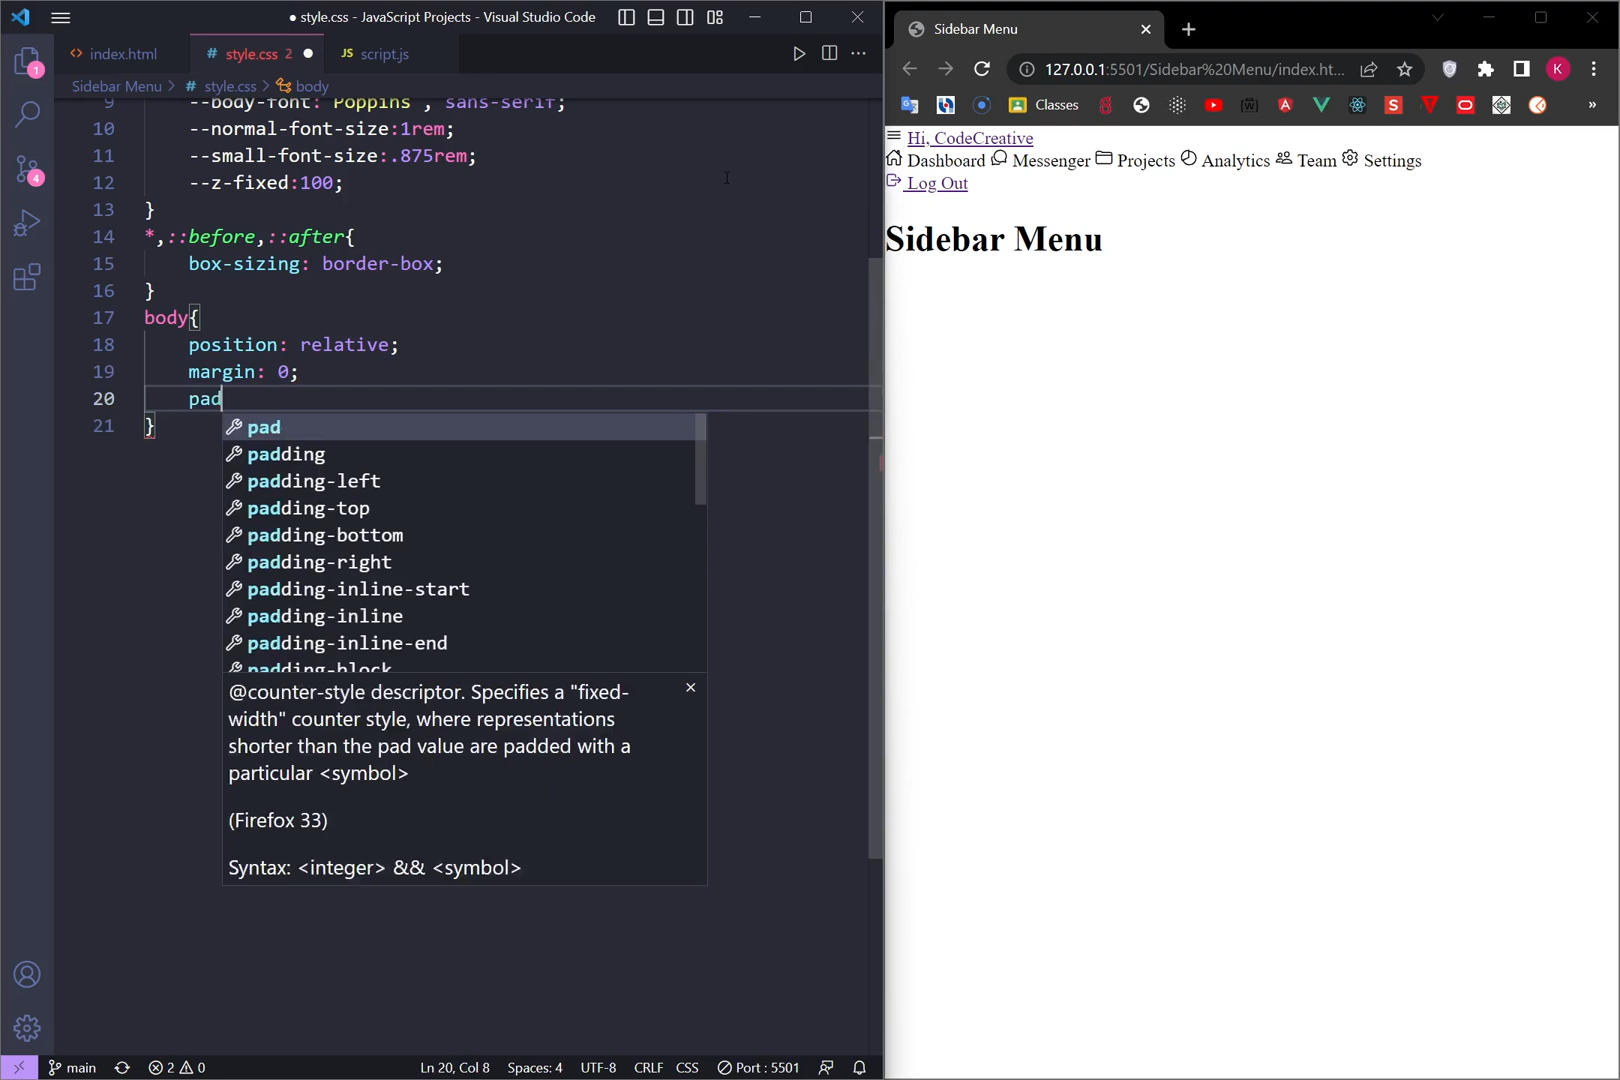 style.css - JavaScript Projects - Visual Studio Code
index.html
# style.css 2
JS script.js
Sidebar Menu > # style.css > body
9 --body-font: 'Poppins', sans-serif;
10 --normal-font-size:1rem;
11 --small-font-size:.875rem;
12 --z-fixed:100;
13 }
14 *,::before,::after{
15 box-sizing: border-box;
16 }
17 body{
18 position: relative;
19 margin: 0;
20 pad
21 }
pad
padding
padding-left
padding-top
padding-bottom
padding-right
padding-inline-start
padding-inline
padding-inline-end
padding-block
@counter-style descriptor. Specifies a "fixed-
width" counter style, where representations
shorter than the pad value are padded with a
particular <symbol>
(Firefox 33)
Syntax: <integer> && <symbol>
1
4
main
2 0
Ln 20, Col 8
Spaces: 4
UTF-8
CRLF
CSS
Port : 5501
Sidebar Menu
127.0.0.1:5501/Sidebar%20Menu/index.ht...
K
Classes
S
»
Hi, CodeCreative
Dashboard Messenger Projects Analytics Team Settings
Log Out
Sidebar Menu